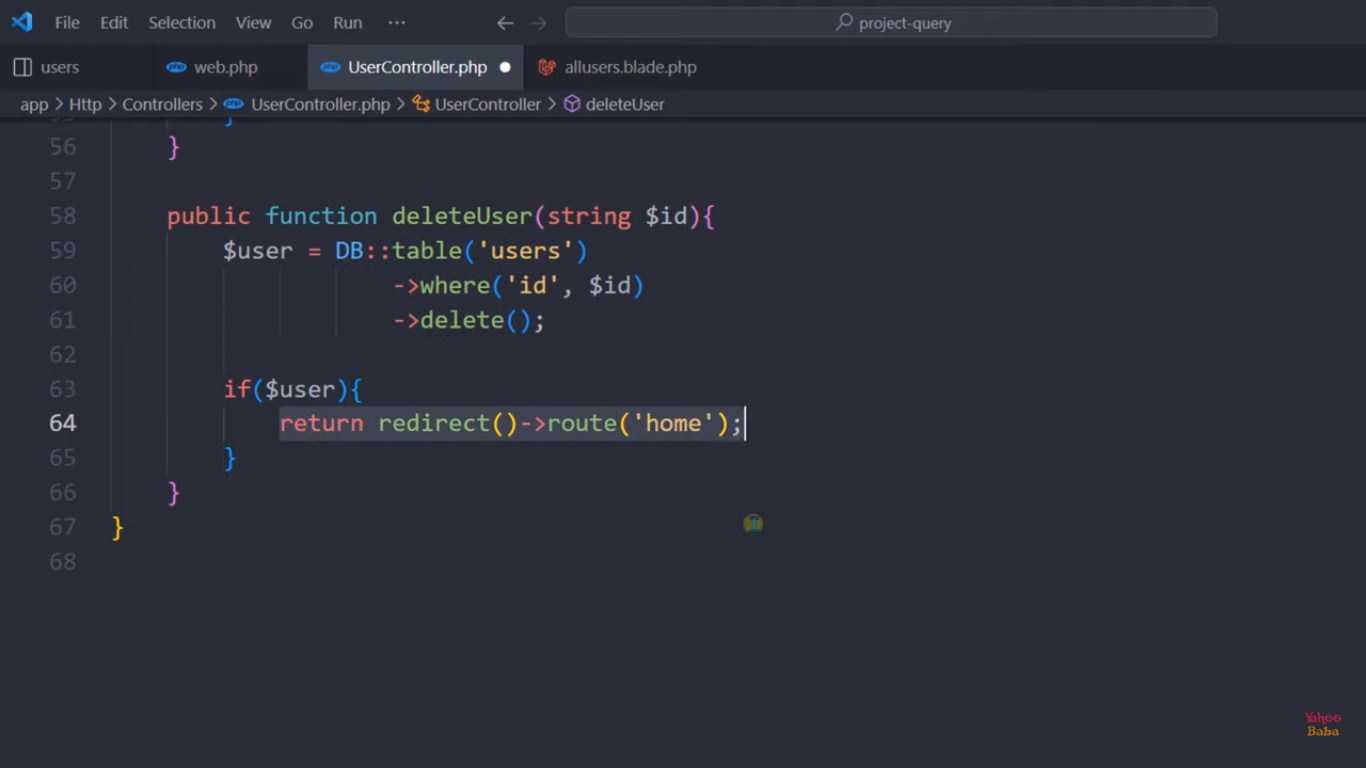 File Edit Selection View Go Run ··· ← → project-query
users web.php UserController.php ● allusers.blade.php
app > Http > Controllers > UserController.php > UserController > deleteUser
55 }
56 }
57
58 public function deleteUser(string $id){
59 $user = DB::table('users')
60 ->where('id', $id)
61 ->delete();
62
63 if($user){
64 return redirect()->route('home');
65 }
66 }
67 }
68
Yahoo
Baba